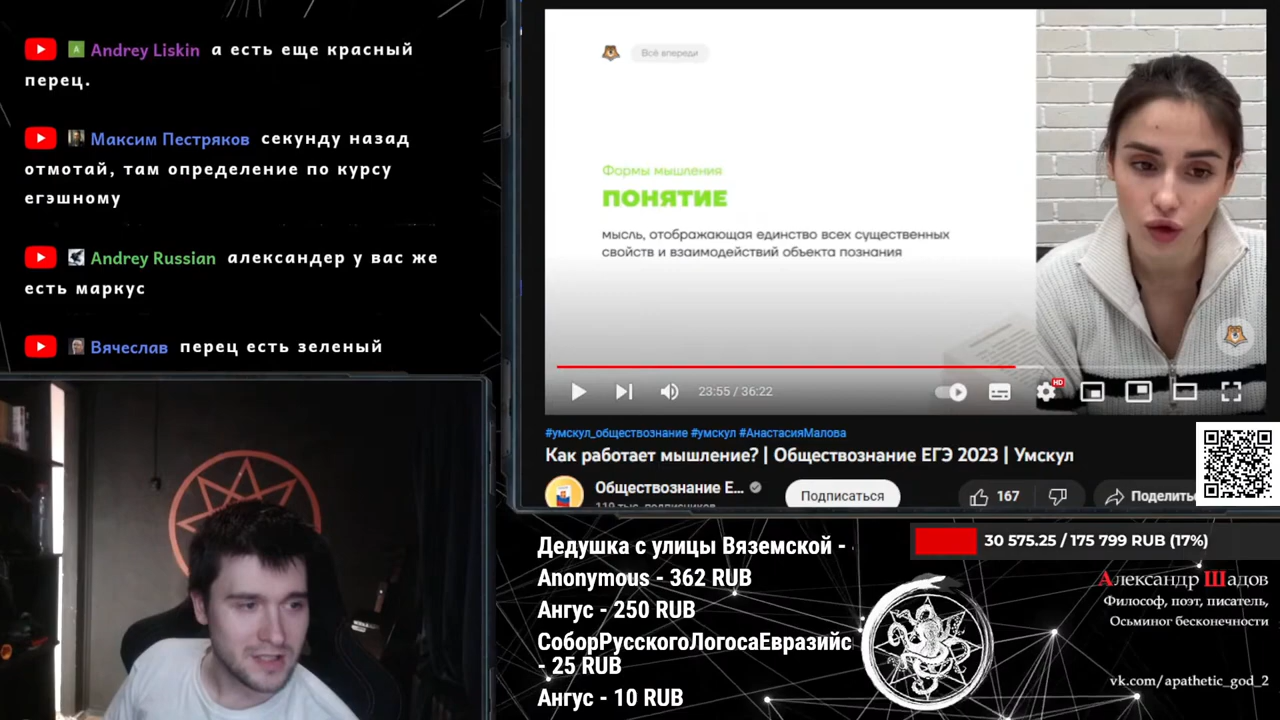 Andrey Liskin а есть еще красный
перец.
Максим Пестряков секунду назад
отмотай, там определение по курсу
егэшному
Andrey Russian александер у вас же
есть маркус
Вячеслав перец есть зеленый
Всё впереди
Формы мышления
ПОНЯТИЕ
мысль, отображающая единство всех существенных
свойств и взаимодействий объекта познания
23:55 / 36:22
HD
#умскул_обществознание #умскул #АнастасияМалова
Как работает мышление? | Обществознание ЕГЭ 2023 | Умскул
Обществознание Е...
Подписаться
167
Поделить
Дедушка с улицы Вяземской -
Anonymous - 362 RUB
Ангус - 250 RUB
СоборРусскогоЛогосаЕвразийс
- 25 RUB
Ангус - 10 RUB
30 575.25 / 175 799 RUB (17%)
Александр Шадов
Философ, поэт, писатель,
Осьминог бесконечности
vk.com/apathetic_god_2